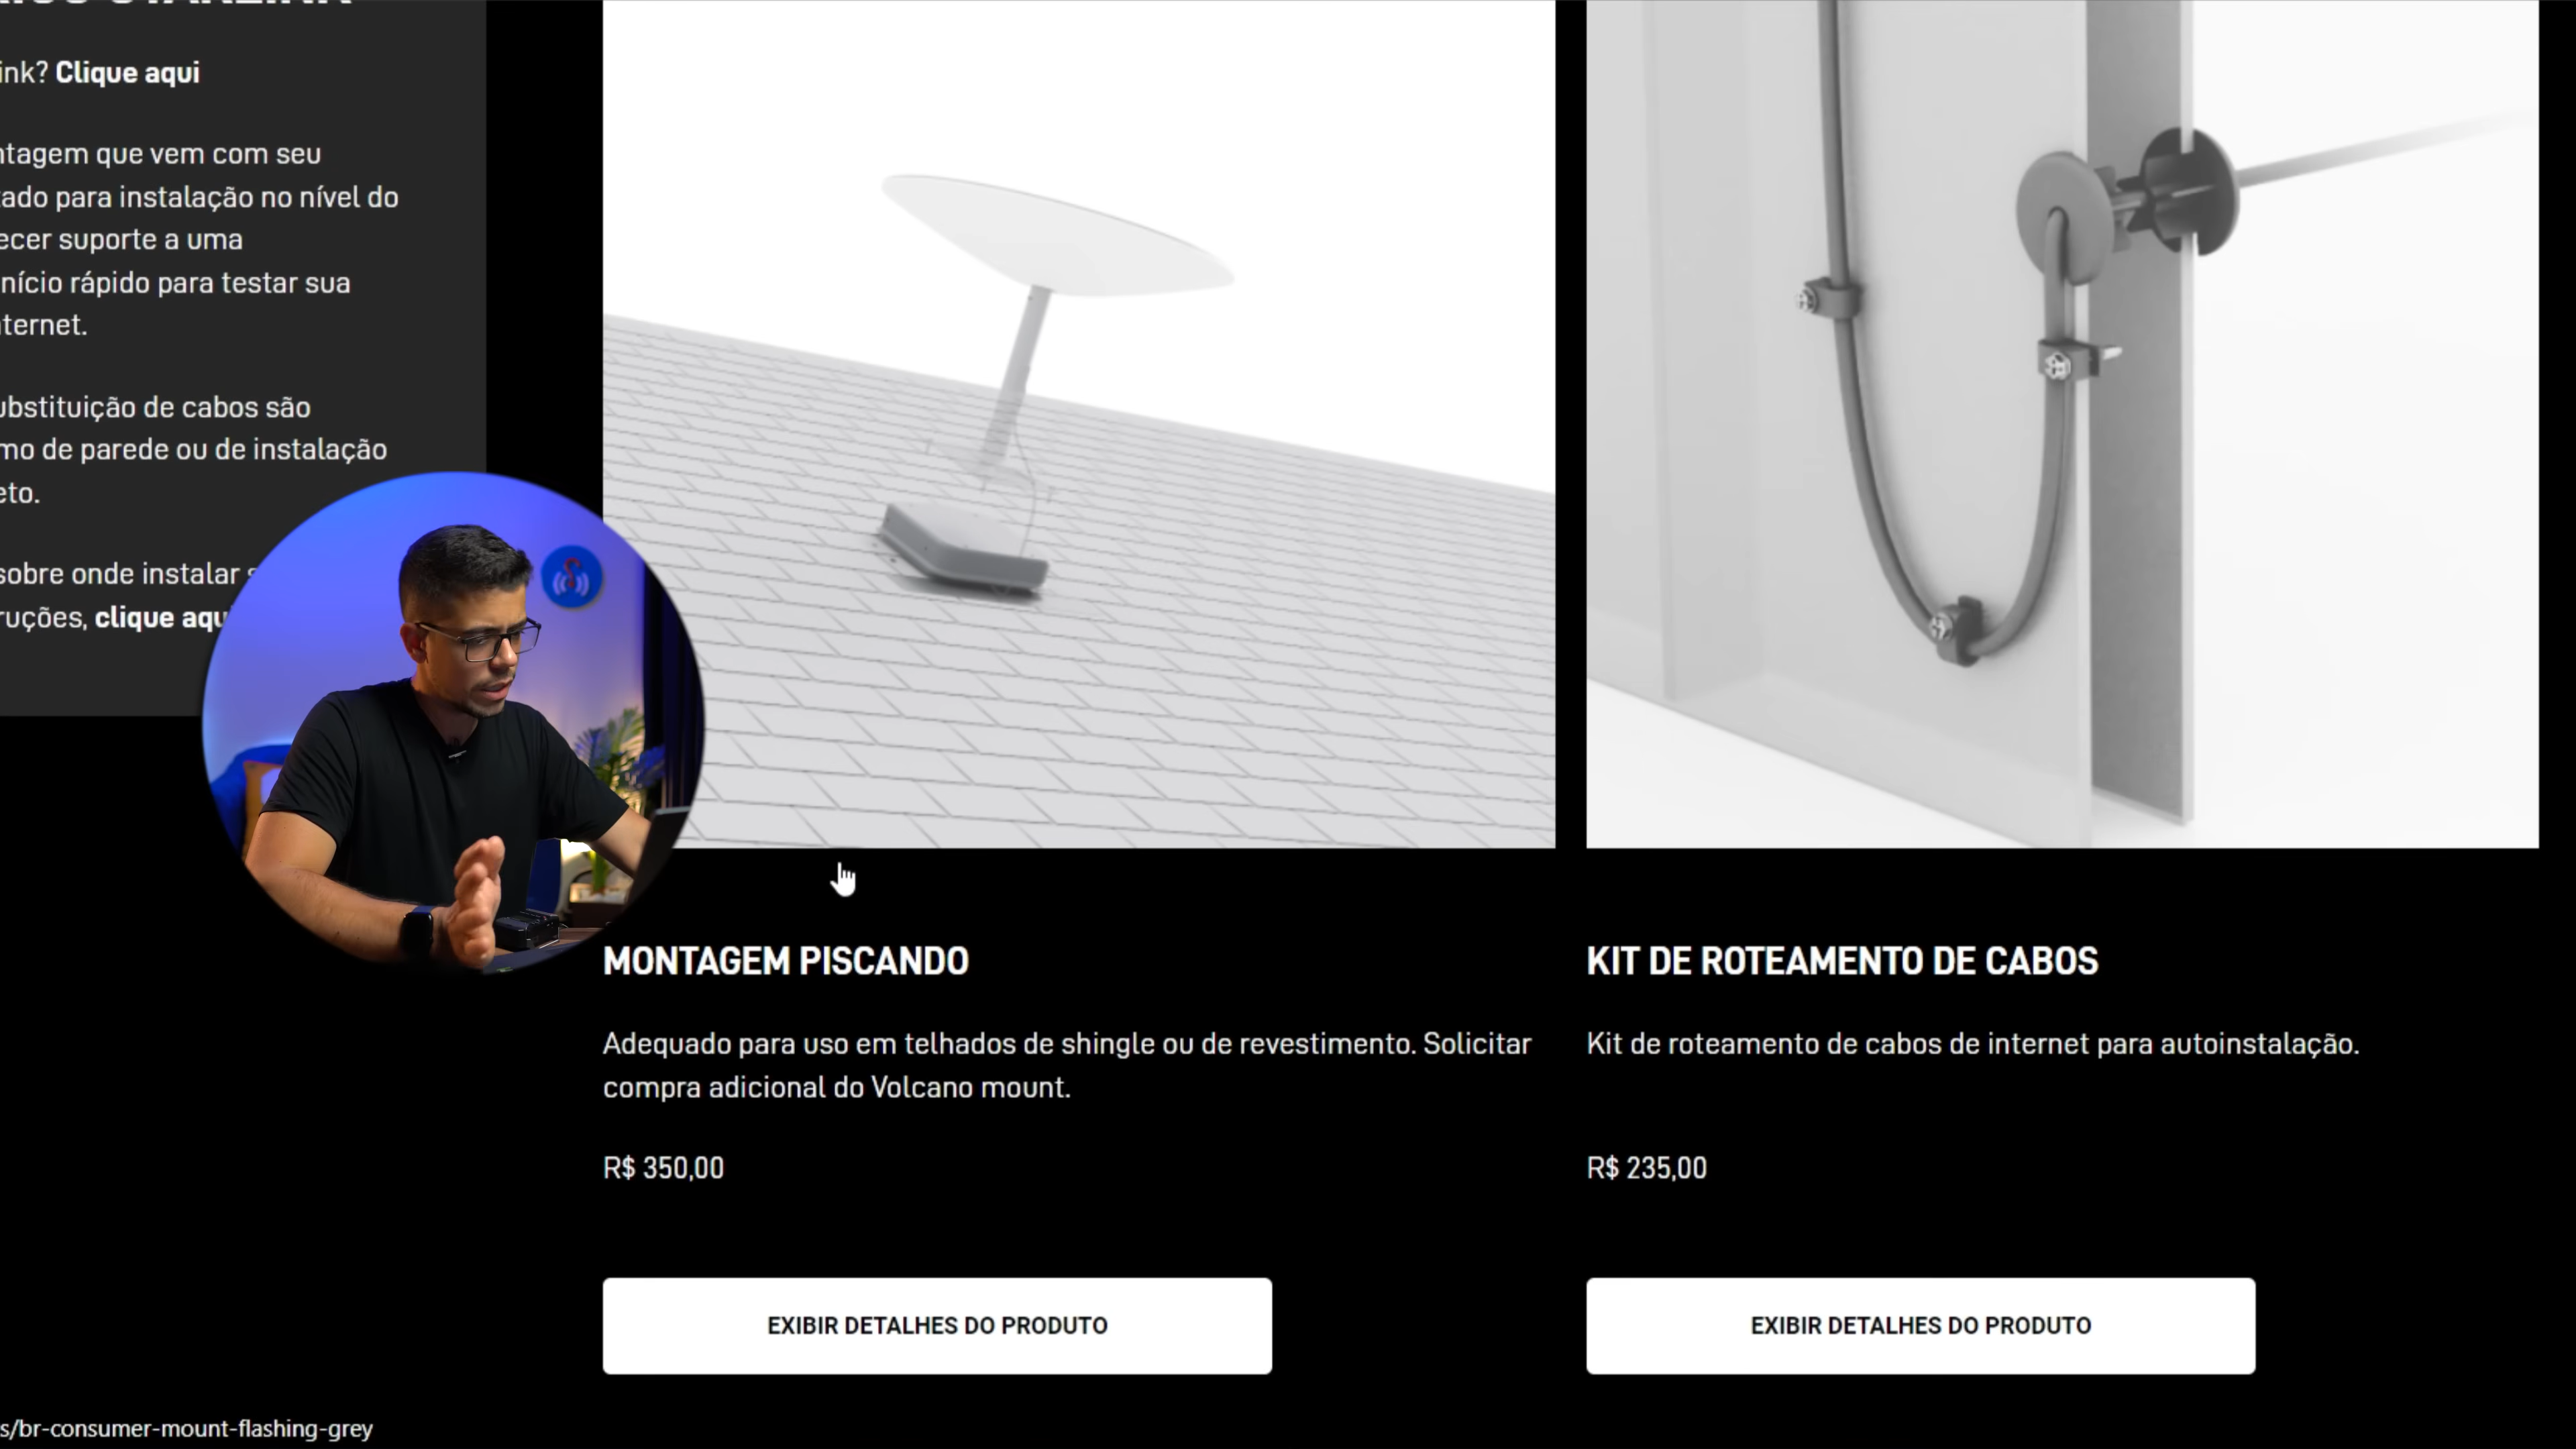 ink? Clique aqui
ntagem que vem com seu
tado para instalação no nível do
ecer suporte a uma
nício rápido para testar sua
nternet.
ubstituição de cabos são
mo de parede ou de instalação
eto.
sobre onde instalar
ruções, clique aqu
MONTAGEM PISCANDO
Adequado para uso em telhados de shingle ou de revestimento. Solicitar
compra adicional do Volcano mount.
R$ 350,00
EXIBIR DETALHES DO PRODUTO
KIT DE ROTEAMENTO DE CABOS
Kit de roteamento de cabos de internet para autoinstalação.
R$ 235,00
EXIBIR DETALHES DO PRODUTO
s/br-consumer-mount-flashing-grey